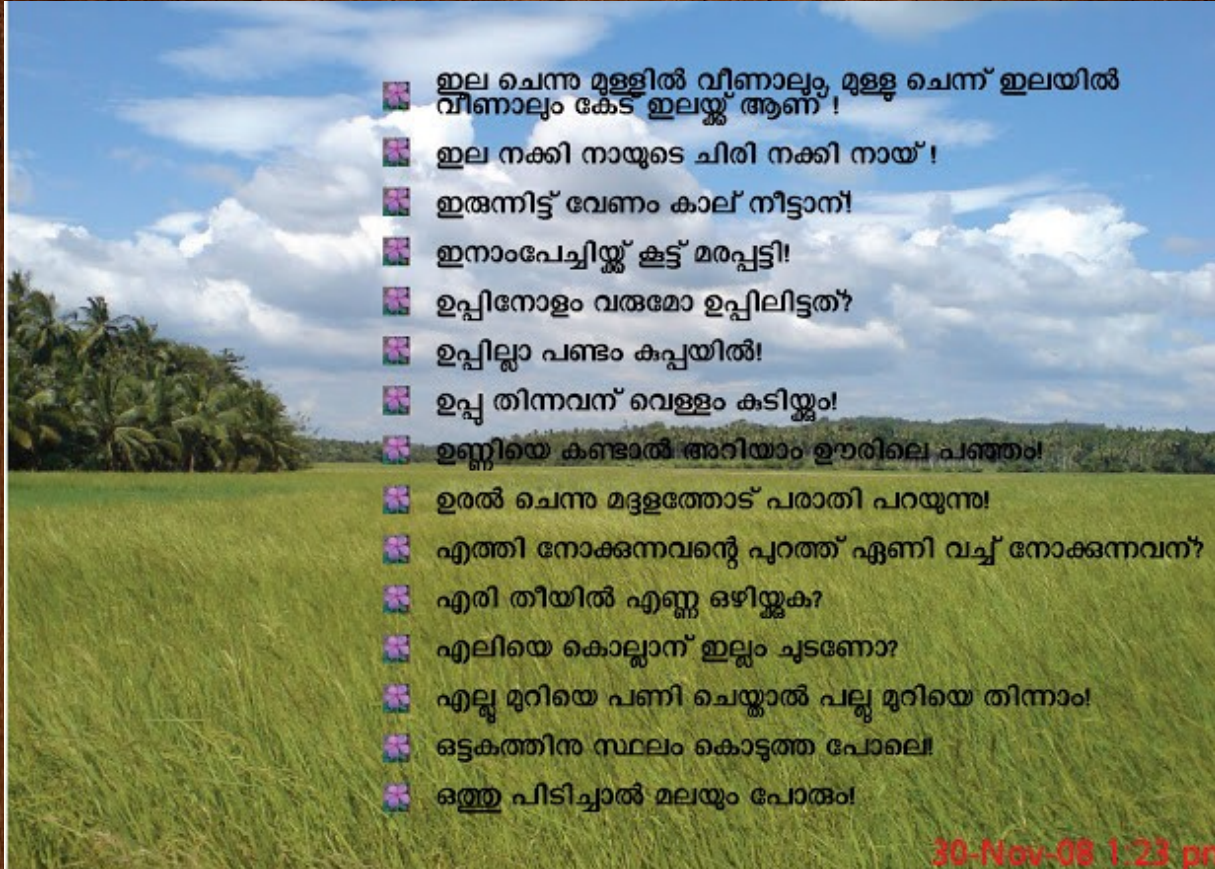 ഇല ചെന്നു മുള്ളിൽ വീണാലും, മുള്ളു ചെന്ന് ഇലയിൽ
വീണാലും കേട് ഇലയ്ക്ക് ആണ് !
ഇല നക്കി നായുടെ ചിരി നക്കി നായ് !
ഇരുന്നിട്ട് വേണം കാല് നീട്ടാന്!
ഇനാംപേച്ചിയ്ക്ക് കൂട്ട് മരപ്പട്ടി!
ഉപ്പിനോളം വരുമോ ഉപ്പിലിട്ടത്?
ഉപ്പില്ലാ പണ്ടം കുപ്പയിൽ!
ഉപ്പു തിന്നവന് വെള്ളം കുടിയ്ക്കും!
ഉണ്ണിയെ കണ്ടാൽ അറിയാം ഊരിലെ പഞ്ഞം!
ഉരൽ ചെന്നു മദ്ദളത്തോട് പരാതി പറയുന്നു!
എത്തി നോക്കുന്നവന്റെ പുറത്ത് ഏണി വച്ച് നോക്കുന്നവന്?
എരി തീയിൽ എണ്ണ ഒഴിയ്ക്കുക?
എലിയെ കൊല്ലാന് ഇല്ലം ചുടണോ?
എല്ലു മുറിയെ പണി ചെയ്താൽ പല്ലു മുറിയെ തിന്നാം!
ഒട്ടകത്തിനു സ്ഥലം കൊടുത്ത പോലെ!
ഒത്തു പിടിച്ചാൽ മലയും പോരും!
30-Nov-08 1:23 pm